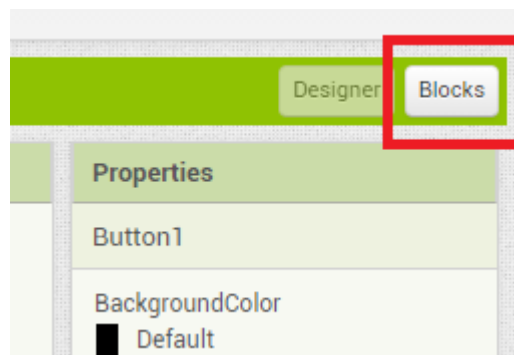 Designer Blocks
Properties
Button1
BackgroundColor
Default